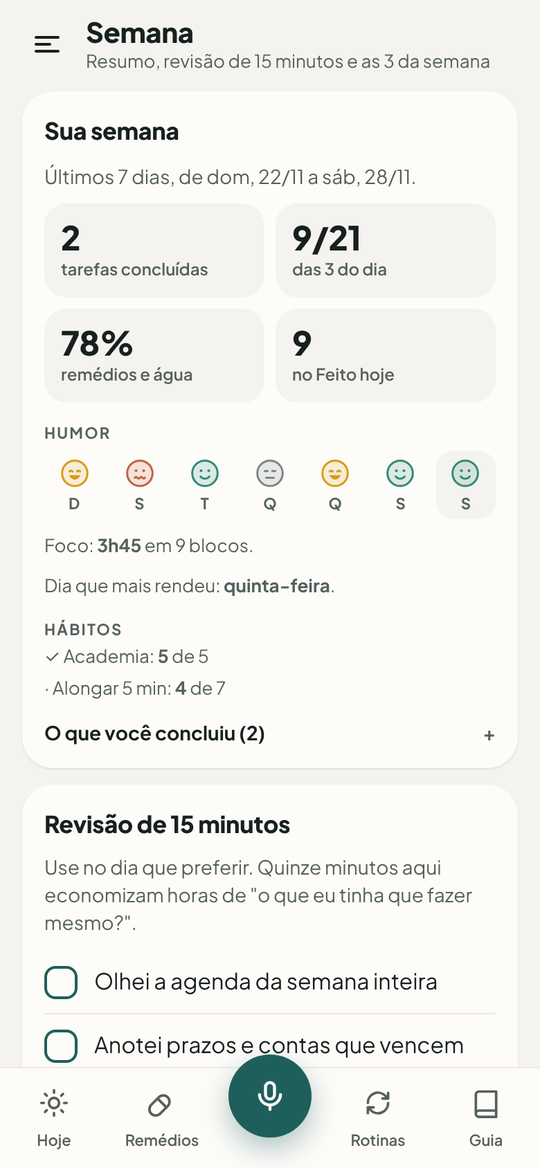 Semana
Resumo, revisão de 15 minutos e as 3 da semana
Sua semana
Últimos 7 dias, de dom, 22/11 a sáb, 28/11.
2
tarefas concluídas
9/21
das 3 do dia
78%
remédios e água
9
no Feito hoje
HUMOR
D S T Q Q S S
Foco: 3h45 em 9 blocos.
Dia que mais rendeu: quinta-feira.
HÁBITOS
✓ Academia: 5 de 5
· Alongar 5 min: 4 de 7
O que você concluiu (2) +
Revisão de 15 minutos
Use no dia que preferir. Quinze minutos aqui
economizam horas de "o que eu tinha que fazer
mesmo?".
Olhei a agenda da semana inteira
Anotei prazos e contas que vencem
Hoje
Remédios
Rotinas
Guia